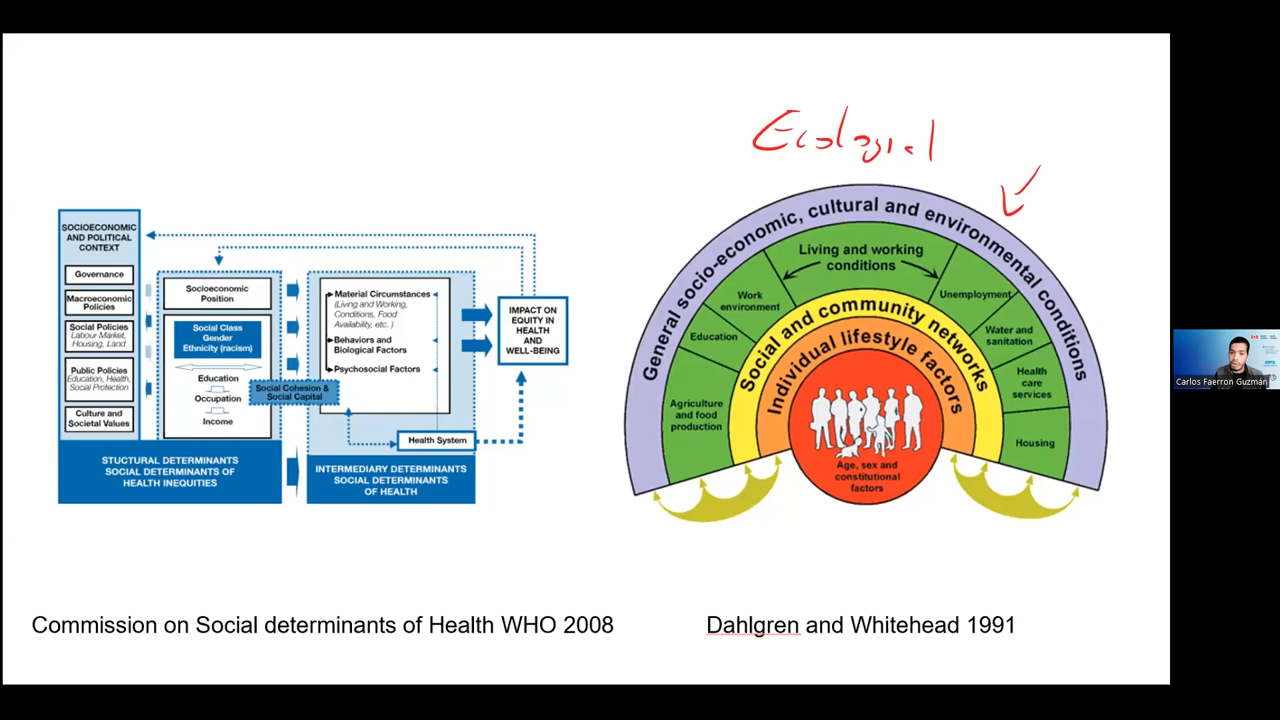 SOCIOECONOMIC
AND POLITICAL
CONTEXT
Governance
Macroeconomic
Policies
Social Policies
Labour Market,
Housing, Land
Public Policies
Education, Health,
Social Protection
Culture and
Societal Values
Socioeconomic
Position
Social Class
Gender
Ethnicity (racism)
Education
Occupation
Income
STUCTURAL DETERMINANTS
SOCIAL DETERMINANTS OF
HEALTH INEQUITIES
Social Cohesion &
Social Capital
Material Circumstances
(Living and Working,
Conditions, Food
Availability, etc. )
Behaviors and
Biological Factors
Psychosocial Factors
Health System
INTERMEDIARY DETERMINANTS
SOCIAL DETERMINANTS
OF HEALTH
IMPACT ON
EQUITY IN
HEALTH
AND
WELL-BEING
Commission on Social determinants of Health WHO 2008
Ecological
General socio-economic, cultural and environmental conditions
Living and working
conditions
Agriculture
and food
production
Education
Work
environment
Unemployment
Water and
sanitation
Health
care
services
Housing
Social and community networks
Individual lifestyle factors
Age, sex and
constitutional
factors
Dahlgren and Whitehead 1991
Carlos Faerron Guzmán